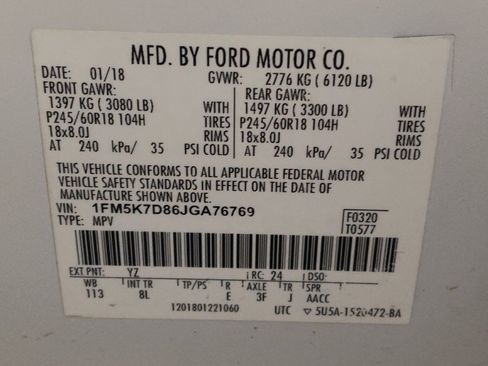 MFD. BY FORD MOTOR CO.
DATE: 01/18 GVWR: 2776 KG ( 6120 LB)
FRONT GAWR: REAR GAWR:
1397 KG ( 3080 LB) WITH 1497 KG ( 3300 LB) WITH
P245/60R18 104H TIRES P245/60R18 104H TIRES
18x8.0J RIMS 18x8.0J RIMS
AT 240 kPa/ 35 PSI COLD AT 240 kPa/ 35 PSI COLD
THIS VEHICLE CONFORMS TO ALL APPLICABLE FEDERAL MOTOR
VEHICLE SAFETY STANDARDS IN EFFECT ON THE DATE OF
MANUFACTURE SHOWN ABOVE.
VIN: 1FM5K7D86JGA76769 F0320
TYPE: MPV T0577
EXT PNT: YZ RC: 24 DSO:
WB BRK INT TR TP/PS R AXLE TR SPR
113 8L E 3F J AACC
1201801221060 UTC ▽ 5U5A-1520472-BA